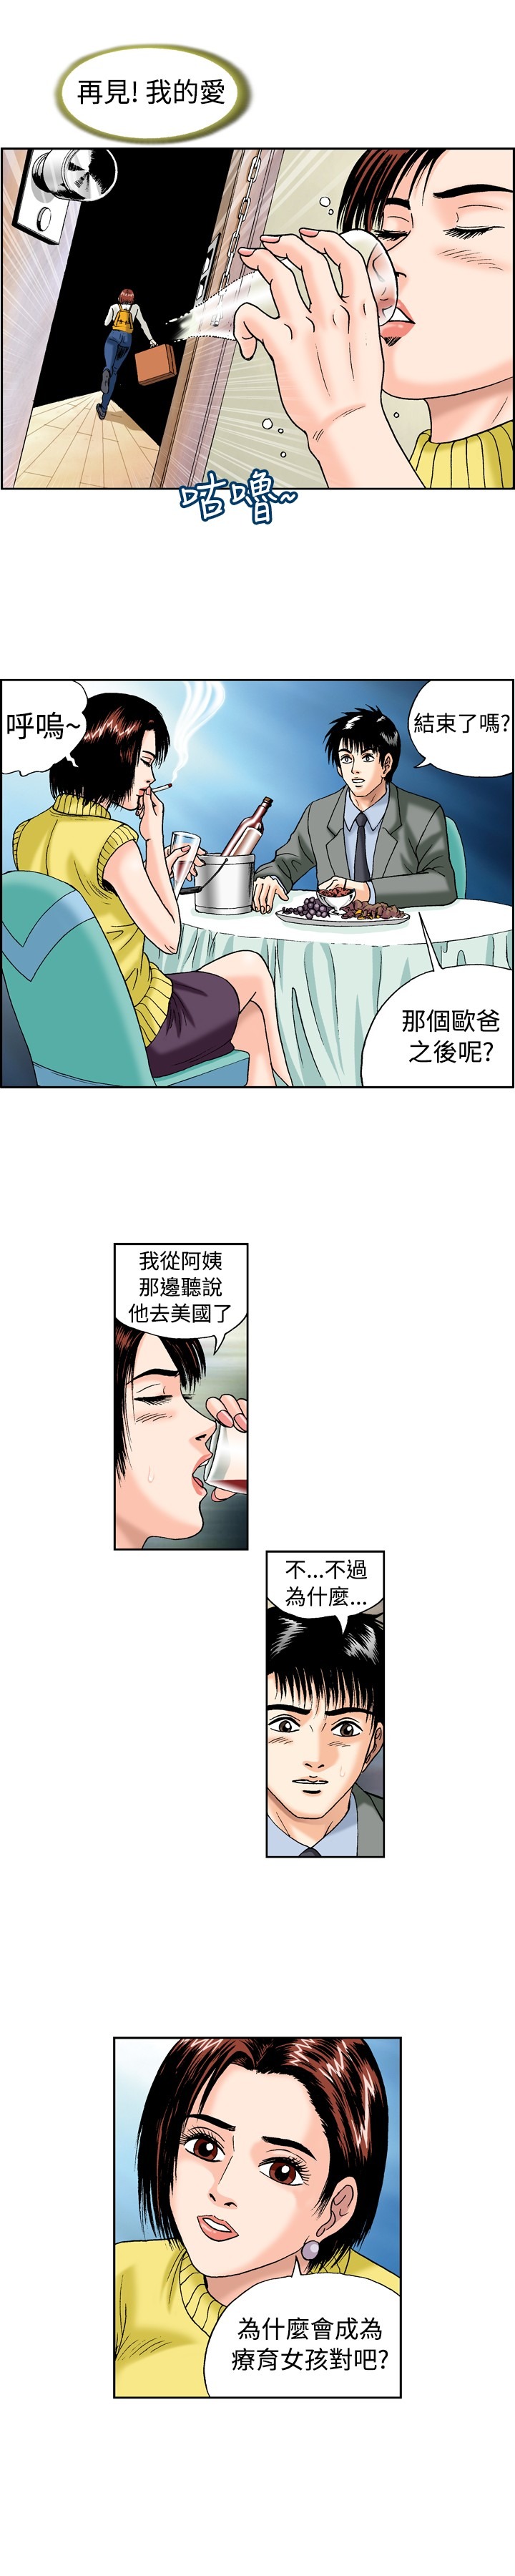 再見! 我的愛
咕嚕~
呼嗚~
結束了嗎?
那個歐爸
之後呢?
我從阿姨
那邊聽說
他去美國了
不...不過
為什麼...
為什麼會成為
療育女孩對吧?